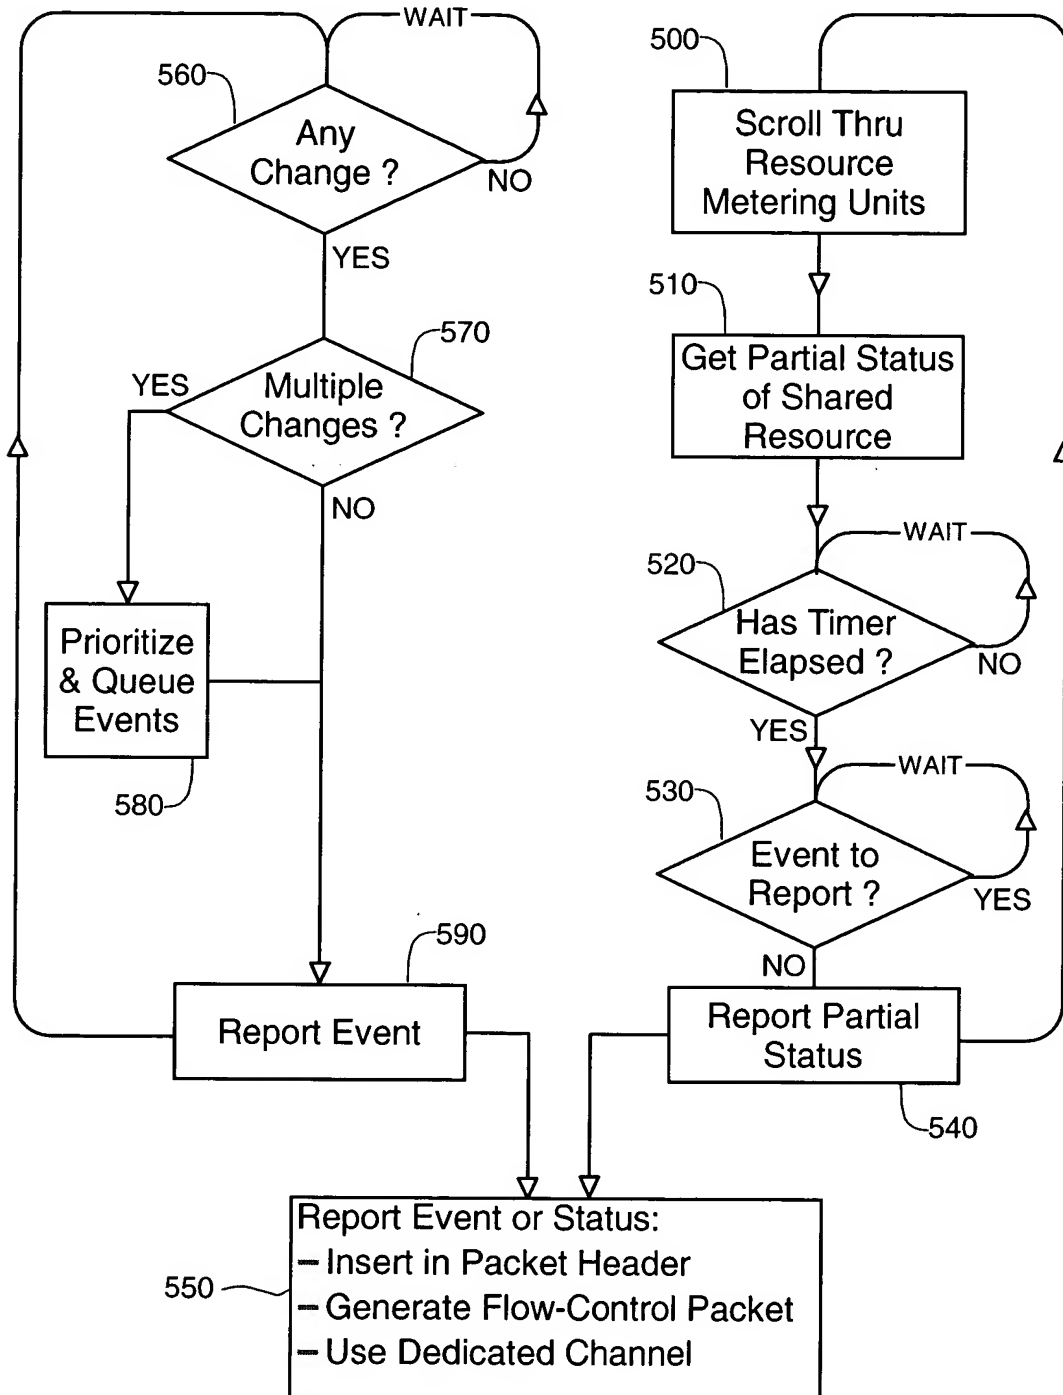 WAIT
560
Any
Change ?
NO
YES
570
YES
Multiple
Changes ?
NO
Prioritize
& Queue
Events
580
590
Report Event
500
Scroll Thru
Resource
Metering Units
510
Get Partial Status
of Shared
Resource
WAIT
520
Has Timer
Elapsed ?
NO
YES
WAIT
530
Event to
Report ?
YES
NO
Report Partial
Status
540
550
Report Event or Status:
– Insert in Packet Header
– Generate Flow-Control Packet
– Use Dedicated Channel